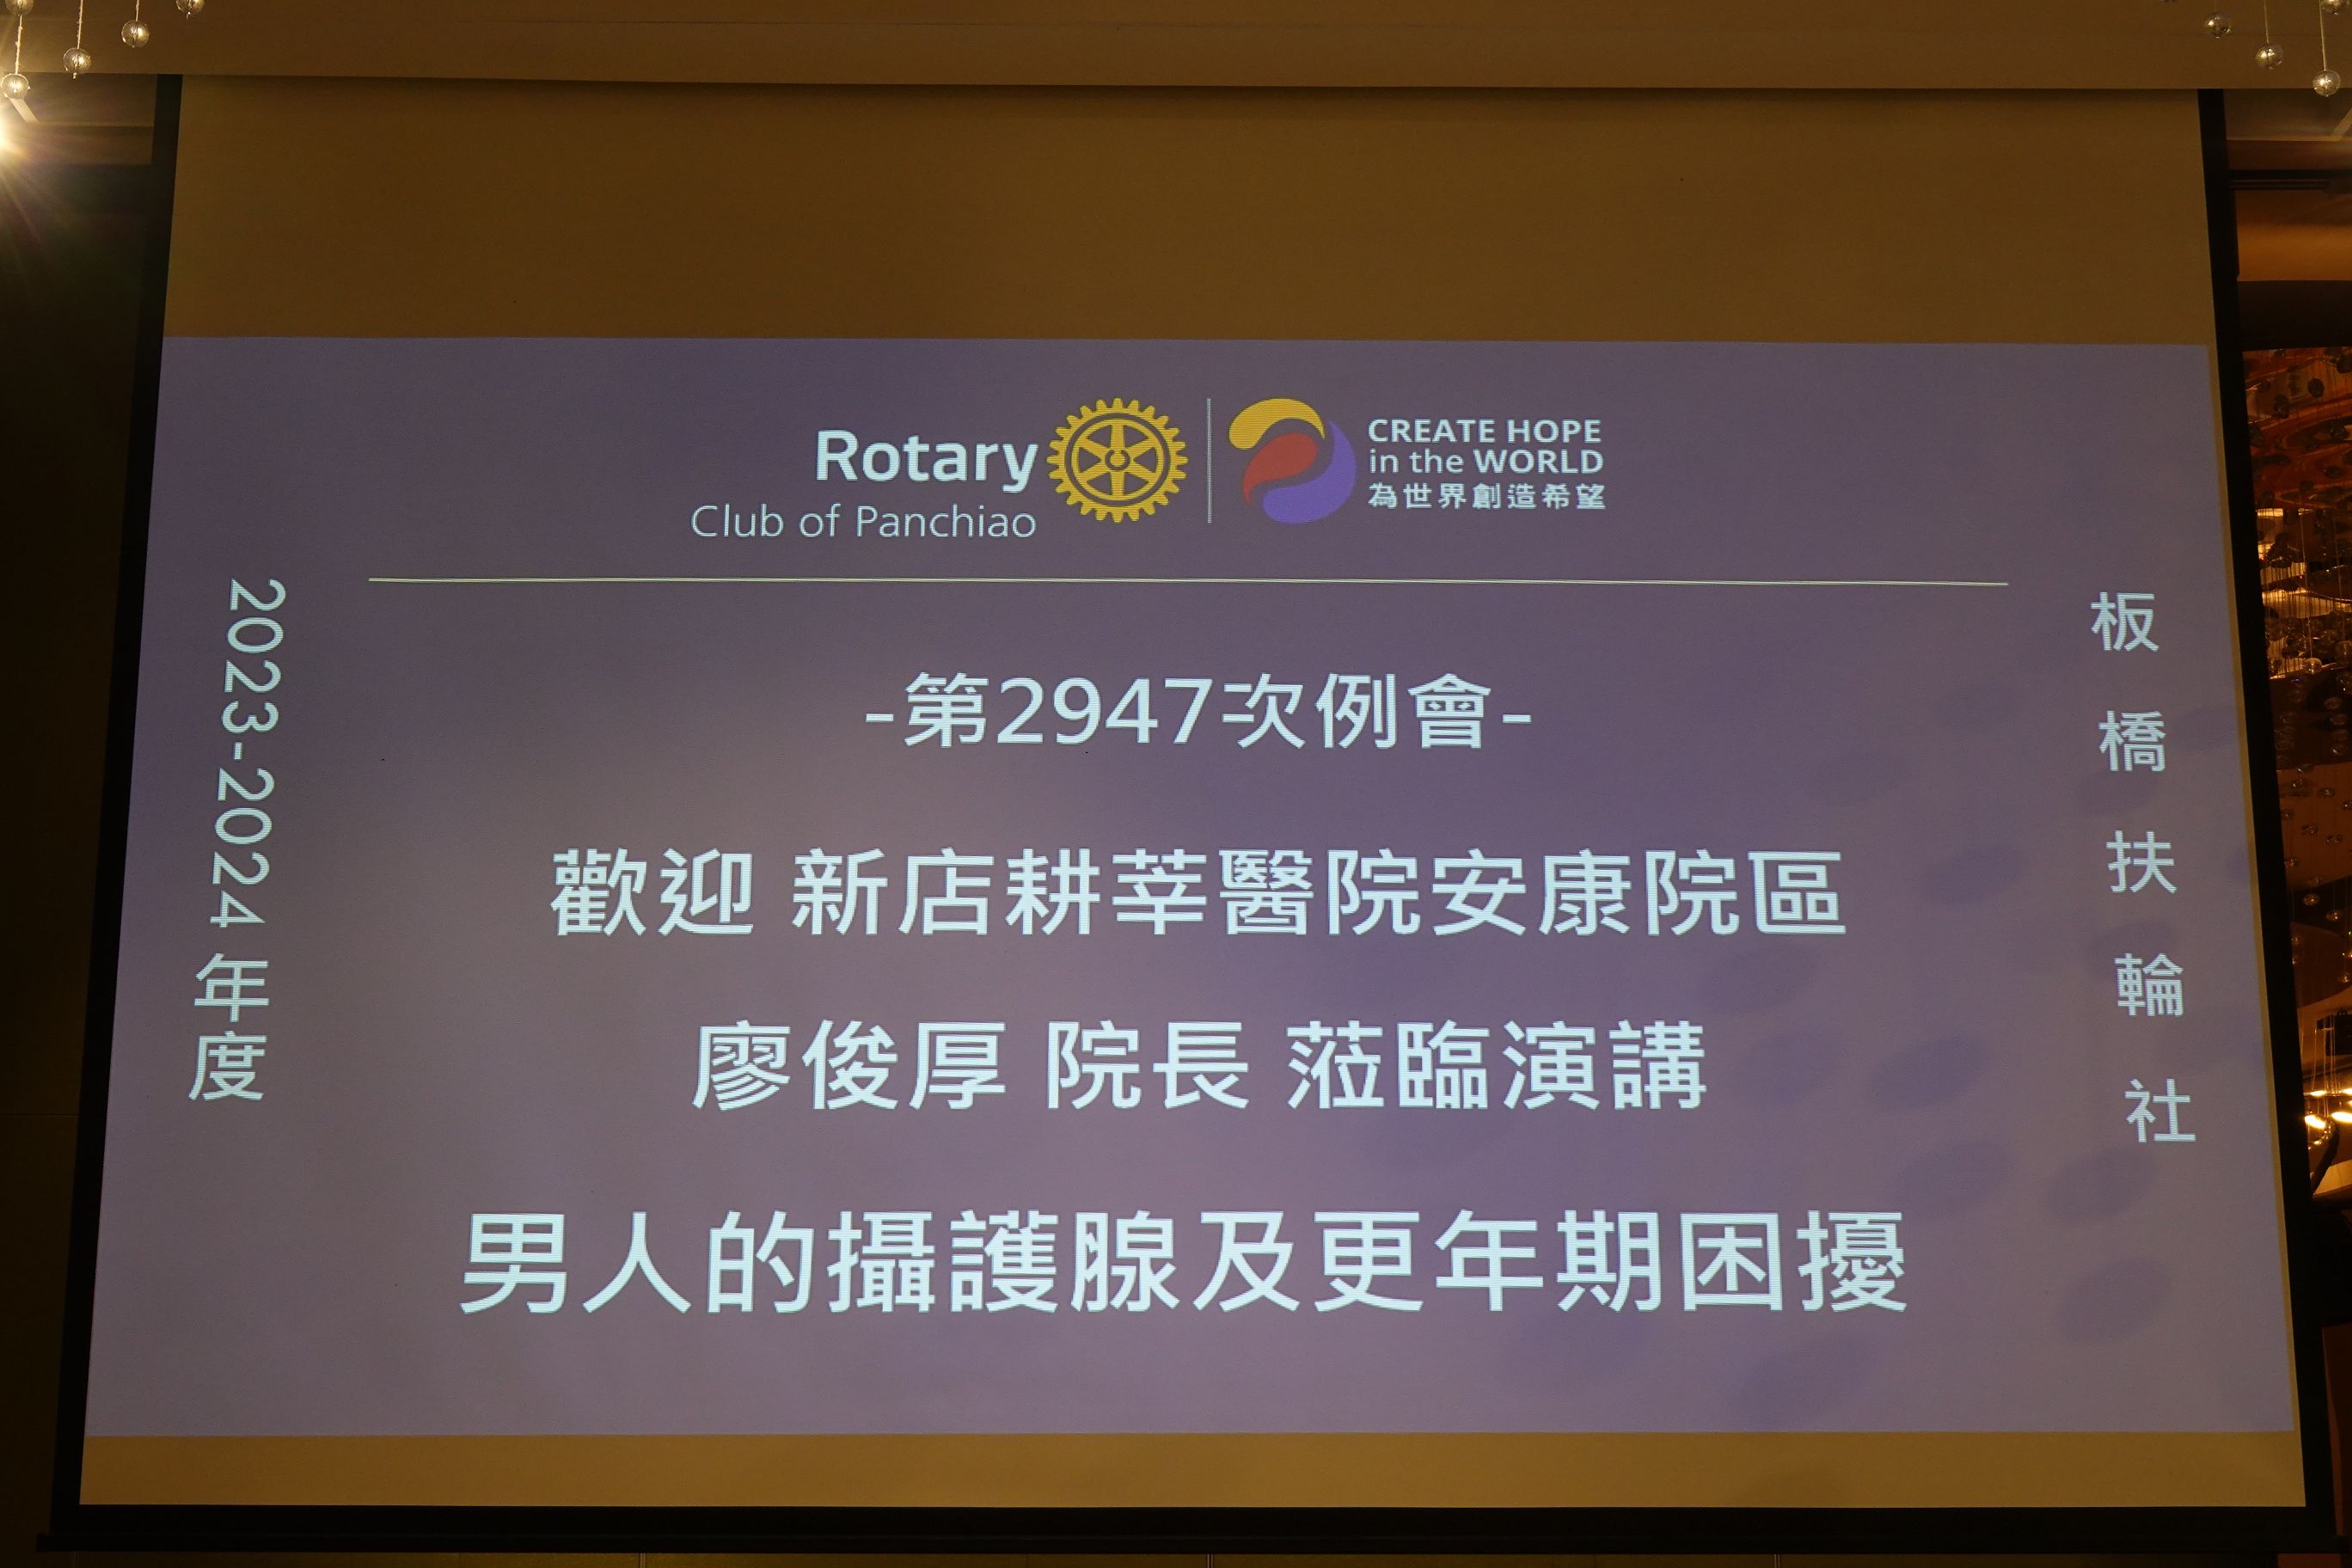 Rotary
Club of Panchiao
CREATE HOPE
in the WORLD
為世界創造希望
2023-2024 年度
板橋扶輪社
-第2947次例會-
歡迎 新店耕莘醫院安康院區
廖俊厚 院長 蒞臨演講
男人的攝護腺及更年期困擾